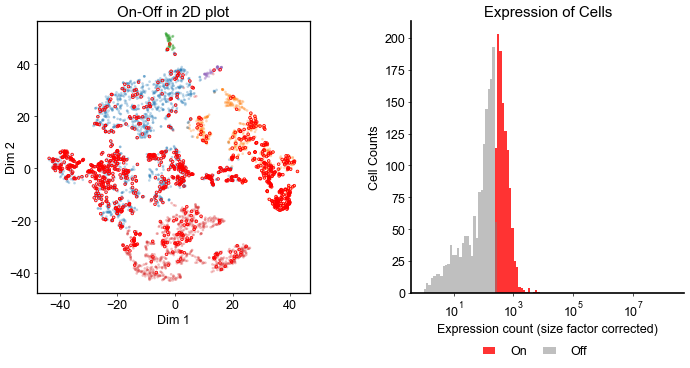 On-Off in 2D plot
Dim 2
40
20
0
−20
−40
−40 −20 0 20 40
Dim 1
Expression of Cells
Cell Counts
200
175
150
125
100
75
50
25
0
10^1 10^3 10^5 10^7
Expression count (size factor corrected)
On Off